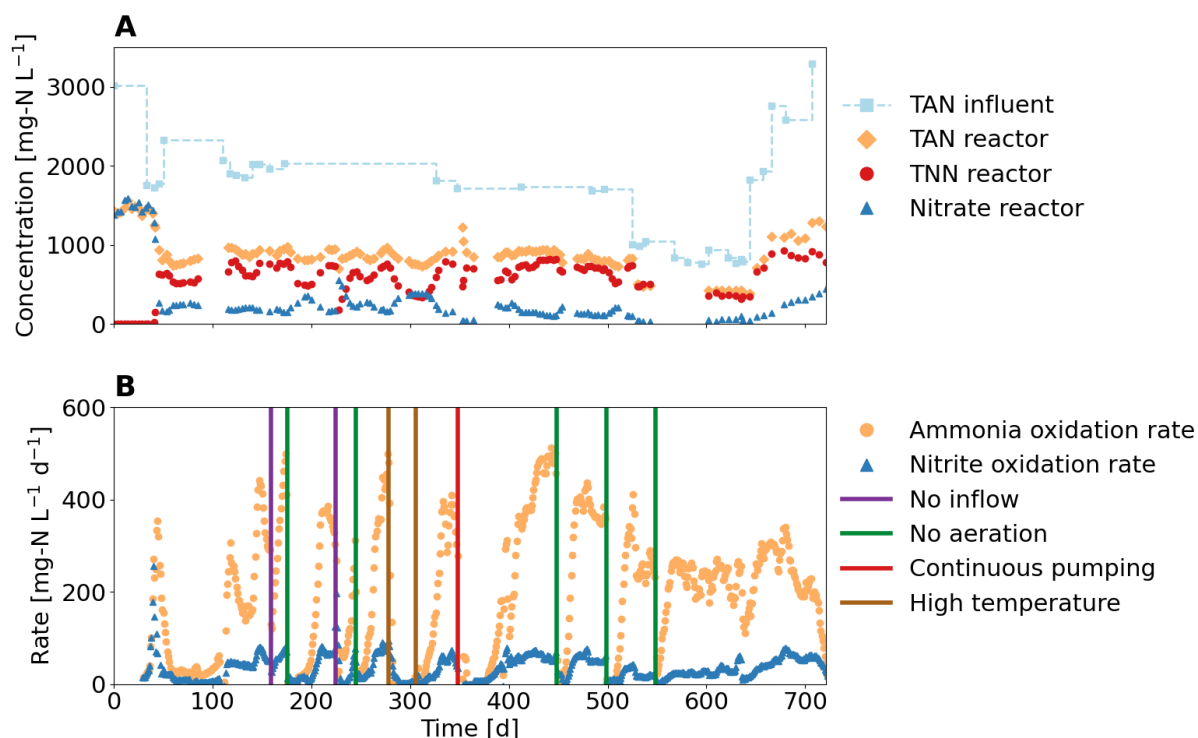 A
Concentration [mg-N L⁻¹]
3000
2000
1000
0
TAN influent
TAN reactor
TNN reactor
Nitrate reactor
B
Rate [mg-N L⁻¹ d⁻¹]
600
400
200
0
0 100 200 300 400 500 600 700
Time [d]
Ammonia oxidation rate
Nitrite oxidation rate
No inflow
No aeration
Continuous pumping
High temperature